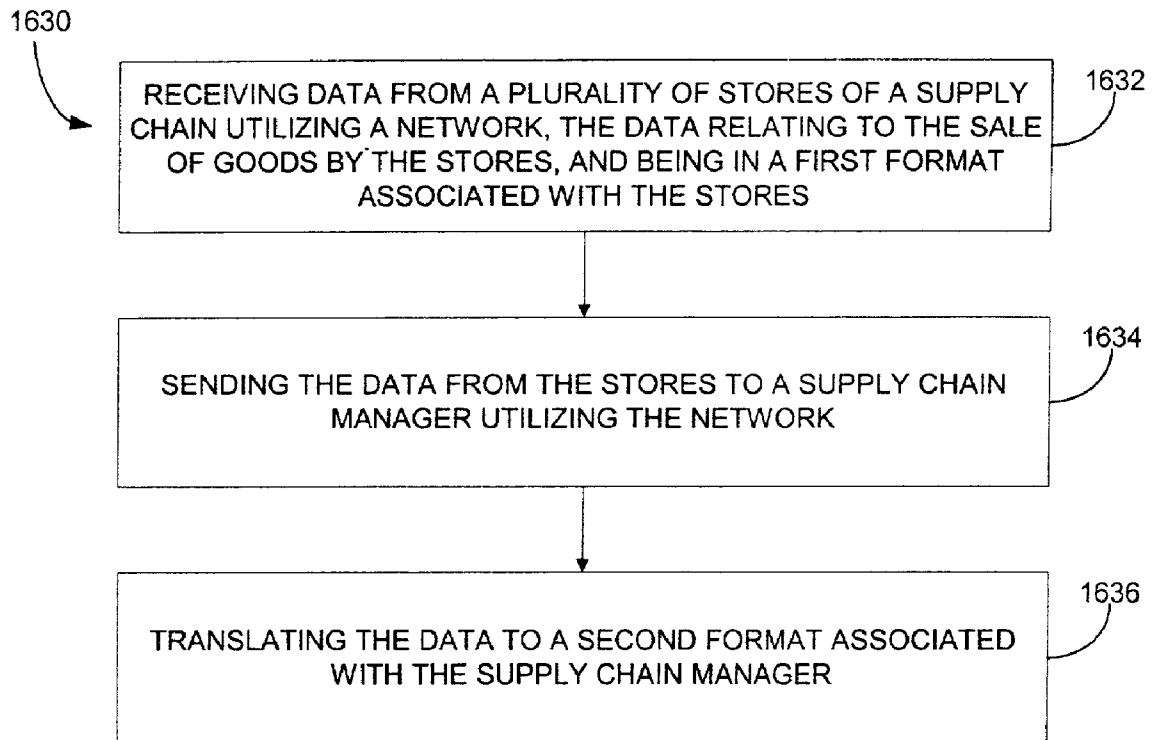 1630
RECEIVING DATA FROM A PLURALITY OF STORES OF A SUPPLY
CHAIN UTILIZING A NETWORK, THE DATA RELATING TO THE SALE
OF GOODS BY THE STORES, AND BEING IN A FIRST FORMAT
ASSOCIATED WITH THE STORES
1632
SENDING THE DATA FROM THE STORES TO A SUPPLY CHAIN
MANAGER UTILIZING THE NETWORK
1634
TRANSLATING THE DATA TO A SECOND FORMAT ASSOCIATED
WITH THE SUPPLY CHAIN MANAGER
1636